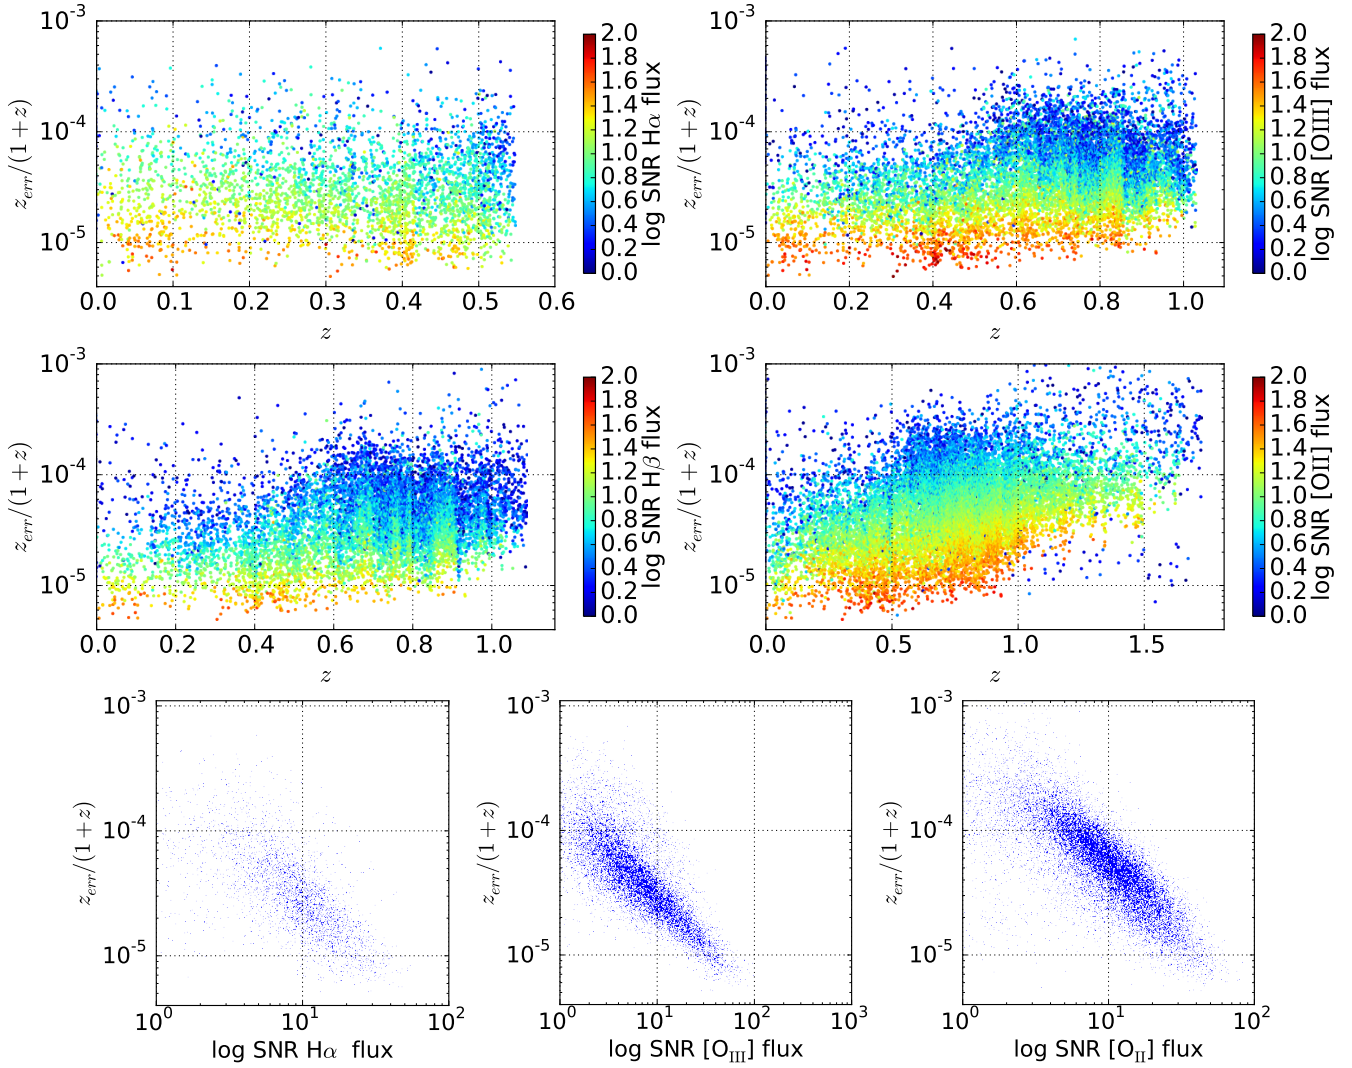 10^-3
10^-4
10^-5
z_err/(1+z)
0.0 0.1 0.2 0.3 0.4 0.5 0.6
z
2.0
1.8
1.6
1.4
1.2
1.0
0.8
0.6
0.4
0.2
0.0
log SNR Hα flux
10^-3
10^-4
10^-5
z_err/(1+z)
0.0 0.2 0.4 0.6 0.8 1.0
z
2.0
1.8
1.6
1.4
1.2
1.0
0.8
0.6
0.4
0.2
0.0
log SNR [OIII] flux
10^-3
10^-4
10^-5
z_err/(1+z)
0.0 0.2 0.4 0.6 0.8 1.0
z
2.0
1.8
1.6
1.4
1.2
1.0
0.8
0.6
0.4
0.2
0.0
log SNR Hβ flux
10^-3
10^-4
10^-5
z_err/(1+z)
0.0 0.5 1.0 1.5
z
2.0
1.8
1.6
1.4
1.2
1.0
0.8
0.6
0.4
0.2
0.0
log SNR [OII] flux
10^-3
10^-4
10^-5
z_err/(1+z)
10^0 10^1 10^2
log SNR Hα flux
10^-3
10^-4
10^-5
z_err/(1+z)
10^0 10^1 10^2 10^3
log SNR [O_III] flux
10^-3
10^-4
10^-5
z_err/(1+z)
10^0 10^1 10^2
log SNR [O_II] flux